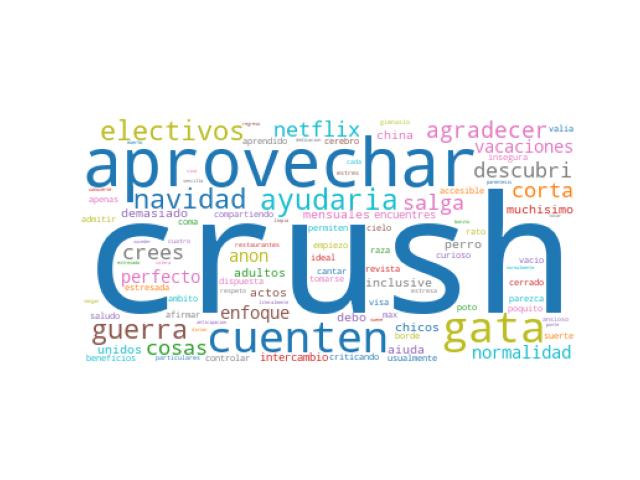 electivos
netflix
agradecer
gimnasio
valia
aprendido
cerebro
china
vacaciones
aprovechar
insegura
descubri
apenas
estres
cada
accesible
corta
navidad
ayudaria
salga
muchisimo
admitir
demasiado
coma
compartiendo
mensuales
encuentres
rato
crush
cuatro
restaurantes
permiten
cielo
perro
curioso
vacio
crees
anon
empiezo
ideal
cantar
raza
cerrado
perfecto
adultos
dispuesta
tomarse
revista
inclusive
estresada
ambito
respeto
actos
visa
estresa
parezca
saludo
afirmar
enfoque
debo
max
poto
poquito
guerra
cuenten
chicos
gata
ansioso
suerte
unidos
cosas
borde
aiuda
normalidad
beneficios
particulares
controlar
intercambio
criticando
usualmente